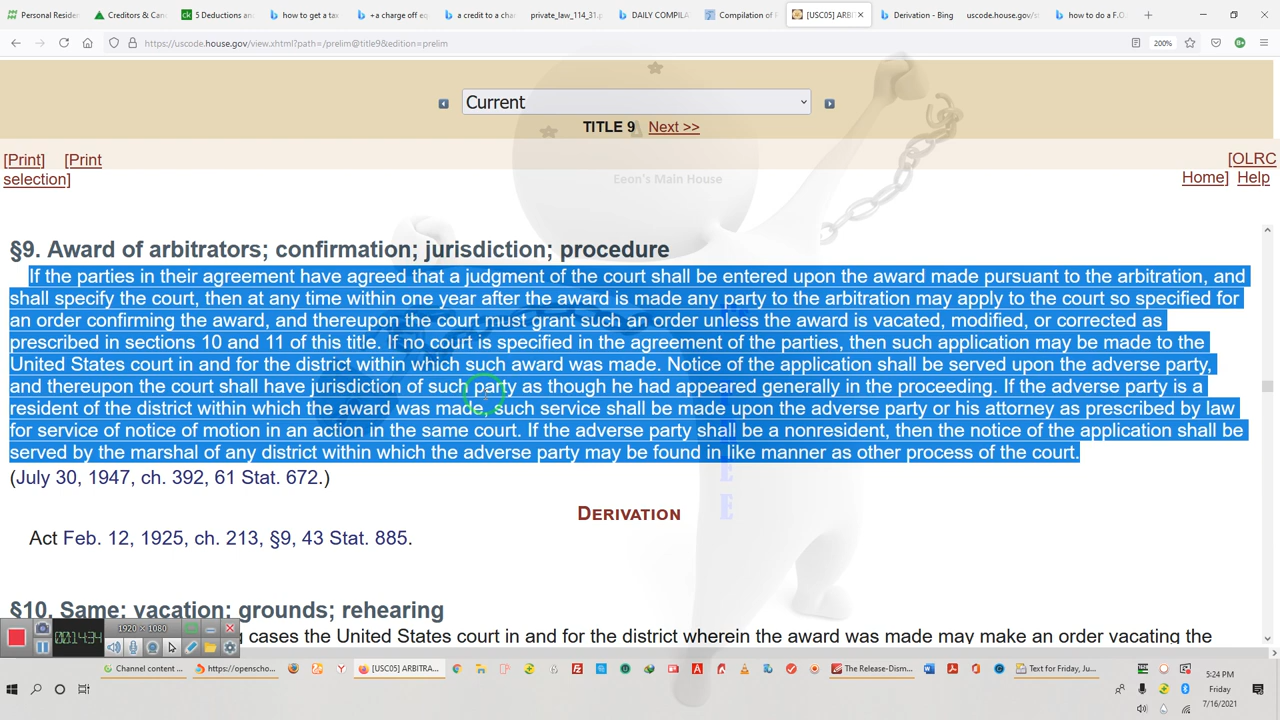 Personal Residen
Creditors & Can
5 Deductions an
how to get a tax
+a charge off eq
a credit to a cha
private_law_114_31.p
DAILY COMPILA
Compilation of P
[USC05] ARBIT
Derivation - Bing
uscode.house.gov/s
how to do a F.O.
https://uscode.house.gov/view.xhtml?path=/prelim@title9&edition=prelim
200%
Current
TITLE 9 Next >>
[Print] [Print selection]
[OLRC Home] Help
Eeon's Main House
§9. Award of arbitrators; confirmation; jurisdiction; procedure
If the parties in their agreement have agreed that a judgment of the court shall be entered upon the award made pursuant to the arbitration, and
shall specify the court, then at any time within one year after the award is made any party to the arbitration may apply to the court so specified for
an order confirming the award, and thereupon the court must grant such an order unless the award is vacated, modified, or corrected as
prescribed in sections 10 and 11 of this title. If no court is specified in the agreement of the parties, then such application may be made to the
United States court in and for the district within which such award was made. Notice of the application shall be served upon the adverse party,
and thereupon the court shall have jurisdiction of such party as though he had appeared generally in the proceeding. If the adverse party is a
resident of the district within which the award was made, such service shall be made upon the adverse party or his attorney as prescribed by law
for service of notice of motion in an action in the same court. If the adverse party shall be a nonresident, then the notice of the application shall be
served by the marshal of any district within which the adverse party may be found in like manner as other process of the court.
(July 30, 1947, ch. 392, 61 Stat. 672.)
DERIVATION
Act Feb. 12, 1925, ch. 213, §9, 43 Stat. 885.
§10. Same; vacation; grounds; rehearing
cases the United States court in and for the district wherein the award was made may make an order vacating the
1920 × 1080
00:14:34
Channel content ...
https://openscho...
[USC05] ARBITRA...
The Release-Dism...
Text for Friday, Ju...
5:24 PM
Friday
7/16/2021